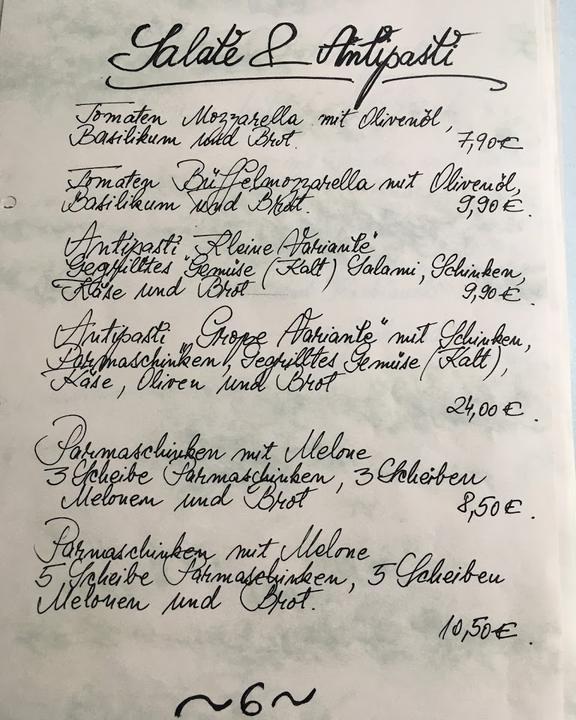 Salate & Antipasti
Tomaten Mozzarella mit Olivenöl,
Basilikum und Brot. 7,90€
Tomaten Büffelmozzarella mit Olivenöl,
Basilikum und Brot. 9,90€.
Antipasti "Kleine Variante"
Gegrilltes Gemüse (Kalt) Salami, Schinken,
Käse und Brot 9,90€.
Antipasti "Große Variante" mit Schinken,
Parmaschinken, Gegrilltes Gemüse (Kalt),
Käse, Oliven und Brot
24,00€.
Parmaschinken mit Melone
3 Scheibe Parmaschinken, 3 Scheiben
Melonen und Brot 8,50€.
Parmaschinken mit Melone
5 Scheibe Parmaschinken, 5 Scheiben
Melonen und Brot.
10,50€.
~6~